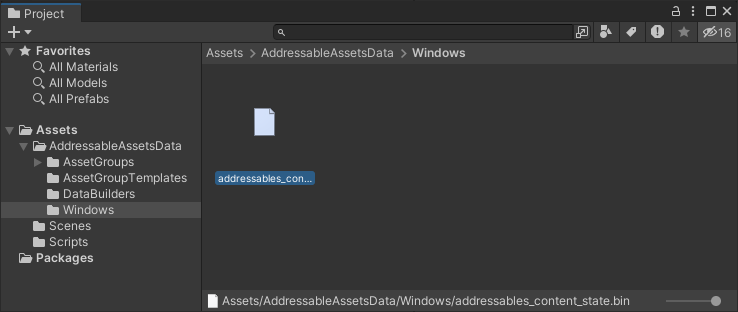 Project
16
Favorites
All Materials
All Models
All Prefabs
Assets
AddressableAssetsData
AssetGroups
AssetGroupTemplates
DataBuilders
Windows
Scenes
Scripts
Packages
Assets > AddressableAssetsData > Windows
addressables_con...
Assets/AddressableAssetsData/Windows/addressables_content_state.bin